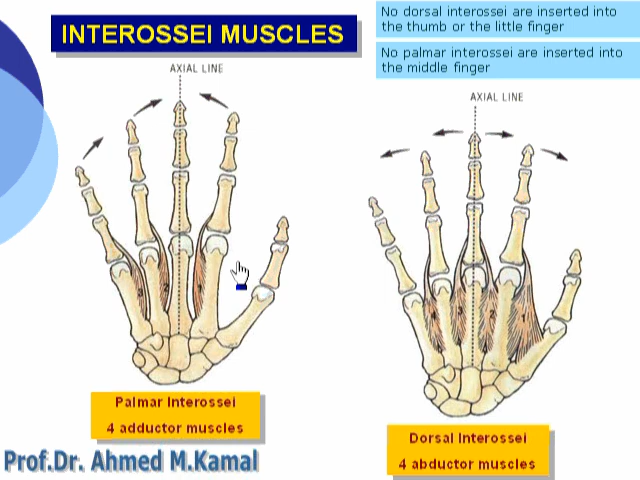 INTEROSSEI MUSCLES
No dorsal interossei are inserted into
the thumb or the little finger
No palmar interossei are inserted into
the middle finger
AXIAL LINE
AXIAL LINE
Palmar Interossei
4 adductor muscles
Dorsal Interossei
4 abductor muscles
Prof.Dr. Ahmed M.Kamal